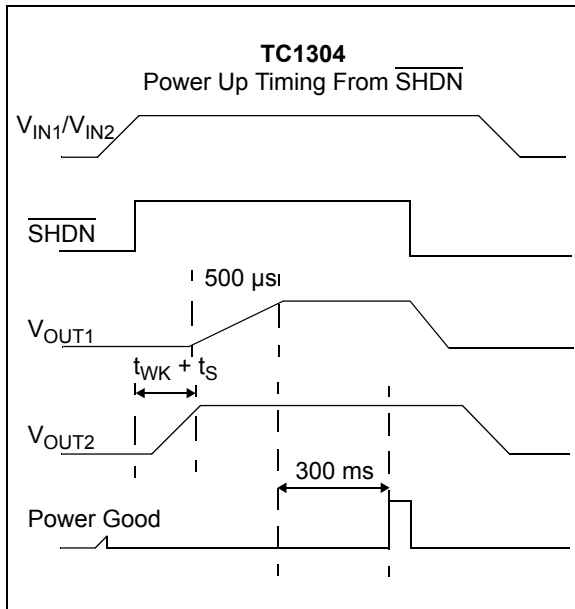 TC1304
Power Up Timing From SHDN
VIN1/VIN2
SHDN
500 µs
VOUT1
tWK + tS
VOUT2
300 ms
Power Good